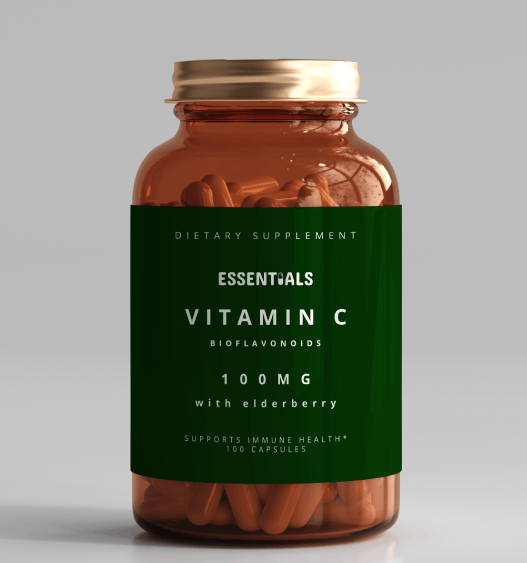 DIETARY SUPPLEMENT
ESSENTIALS
VITAMIN C
BIOFLAVONOIDS
100MG
with elderberry
SUPPORTS IMMUNE HEALTH*
100 CAPSULES